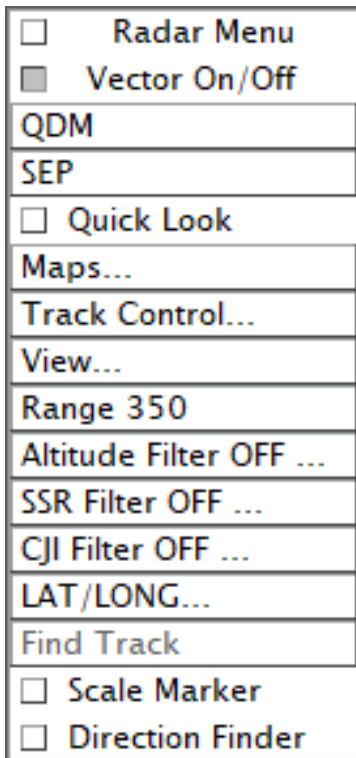 Radar Menu
Vector On/Off
QDM
SEP
Quick Look
Maps...
Track Control...
View...
Range 350
Altitude Filter OFF ...
SSR Filter OFF ...
CJI Filter OFF ...
LAT/LONG...
Find Track
Scale Marker
Direction Finder